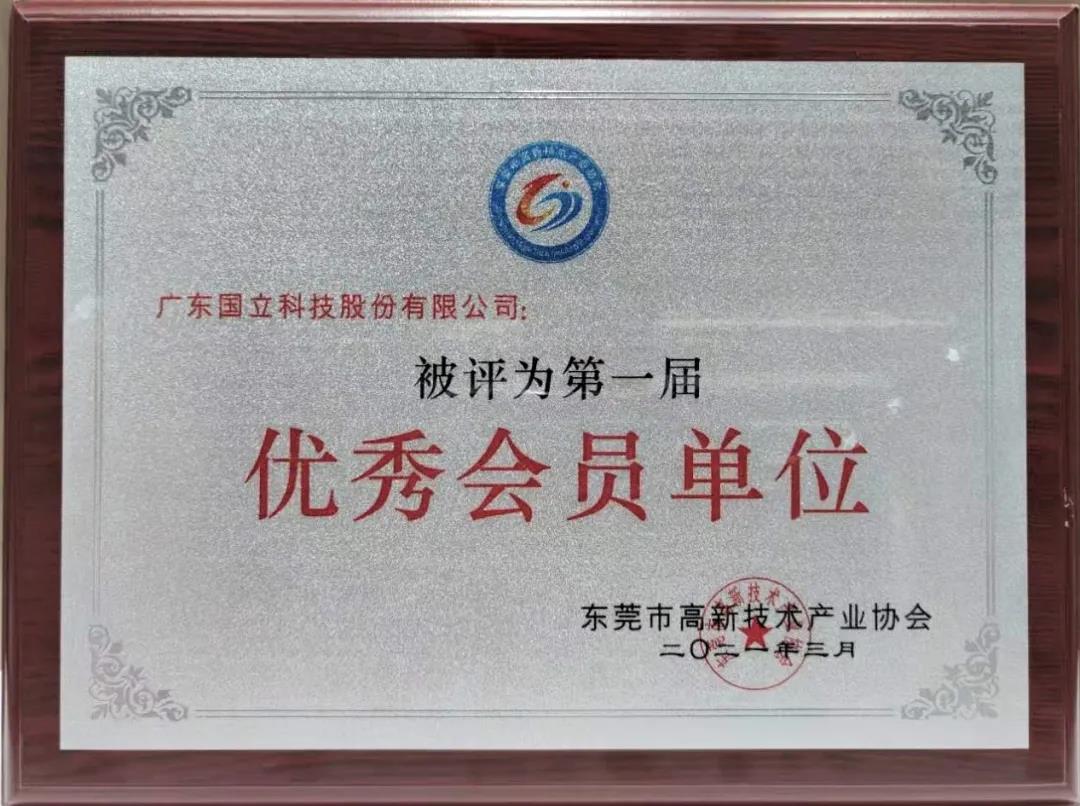 广东国立科技股份有限公司:
被评为第一届
优秀会员单位
东莞市高新技术产业协会
二〇二一年三月